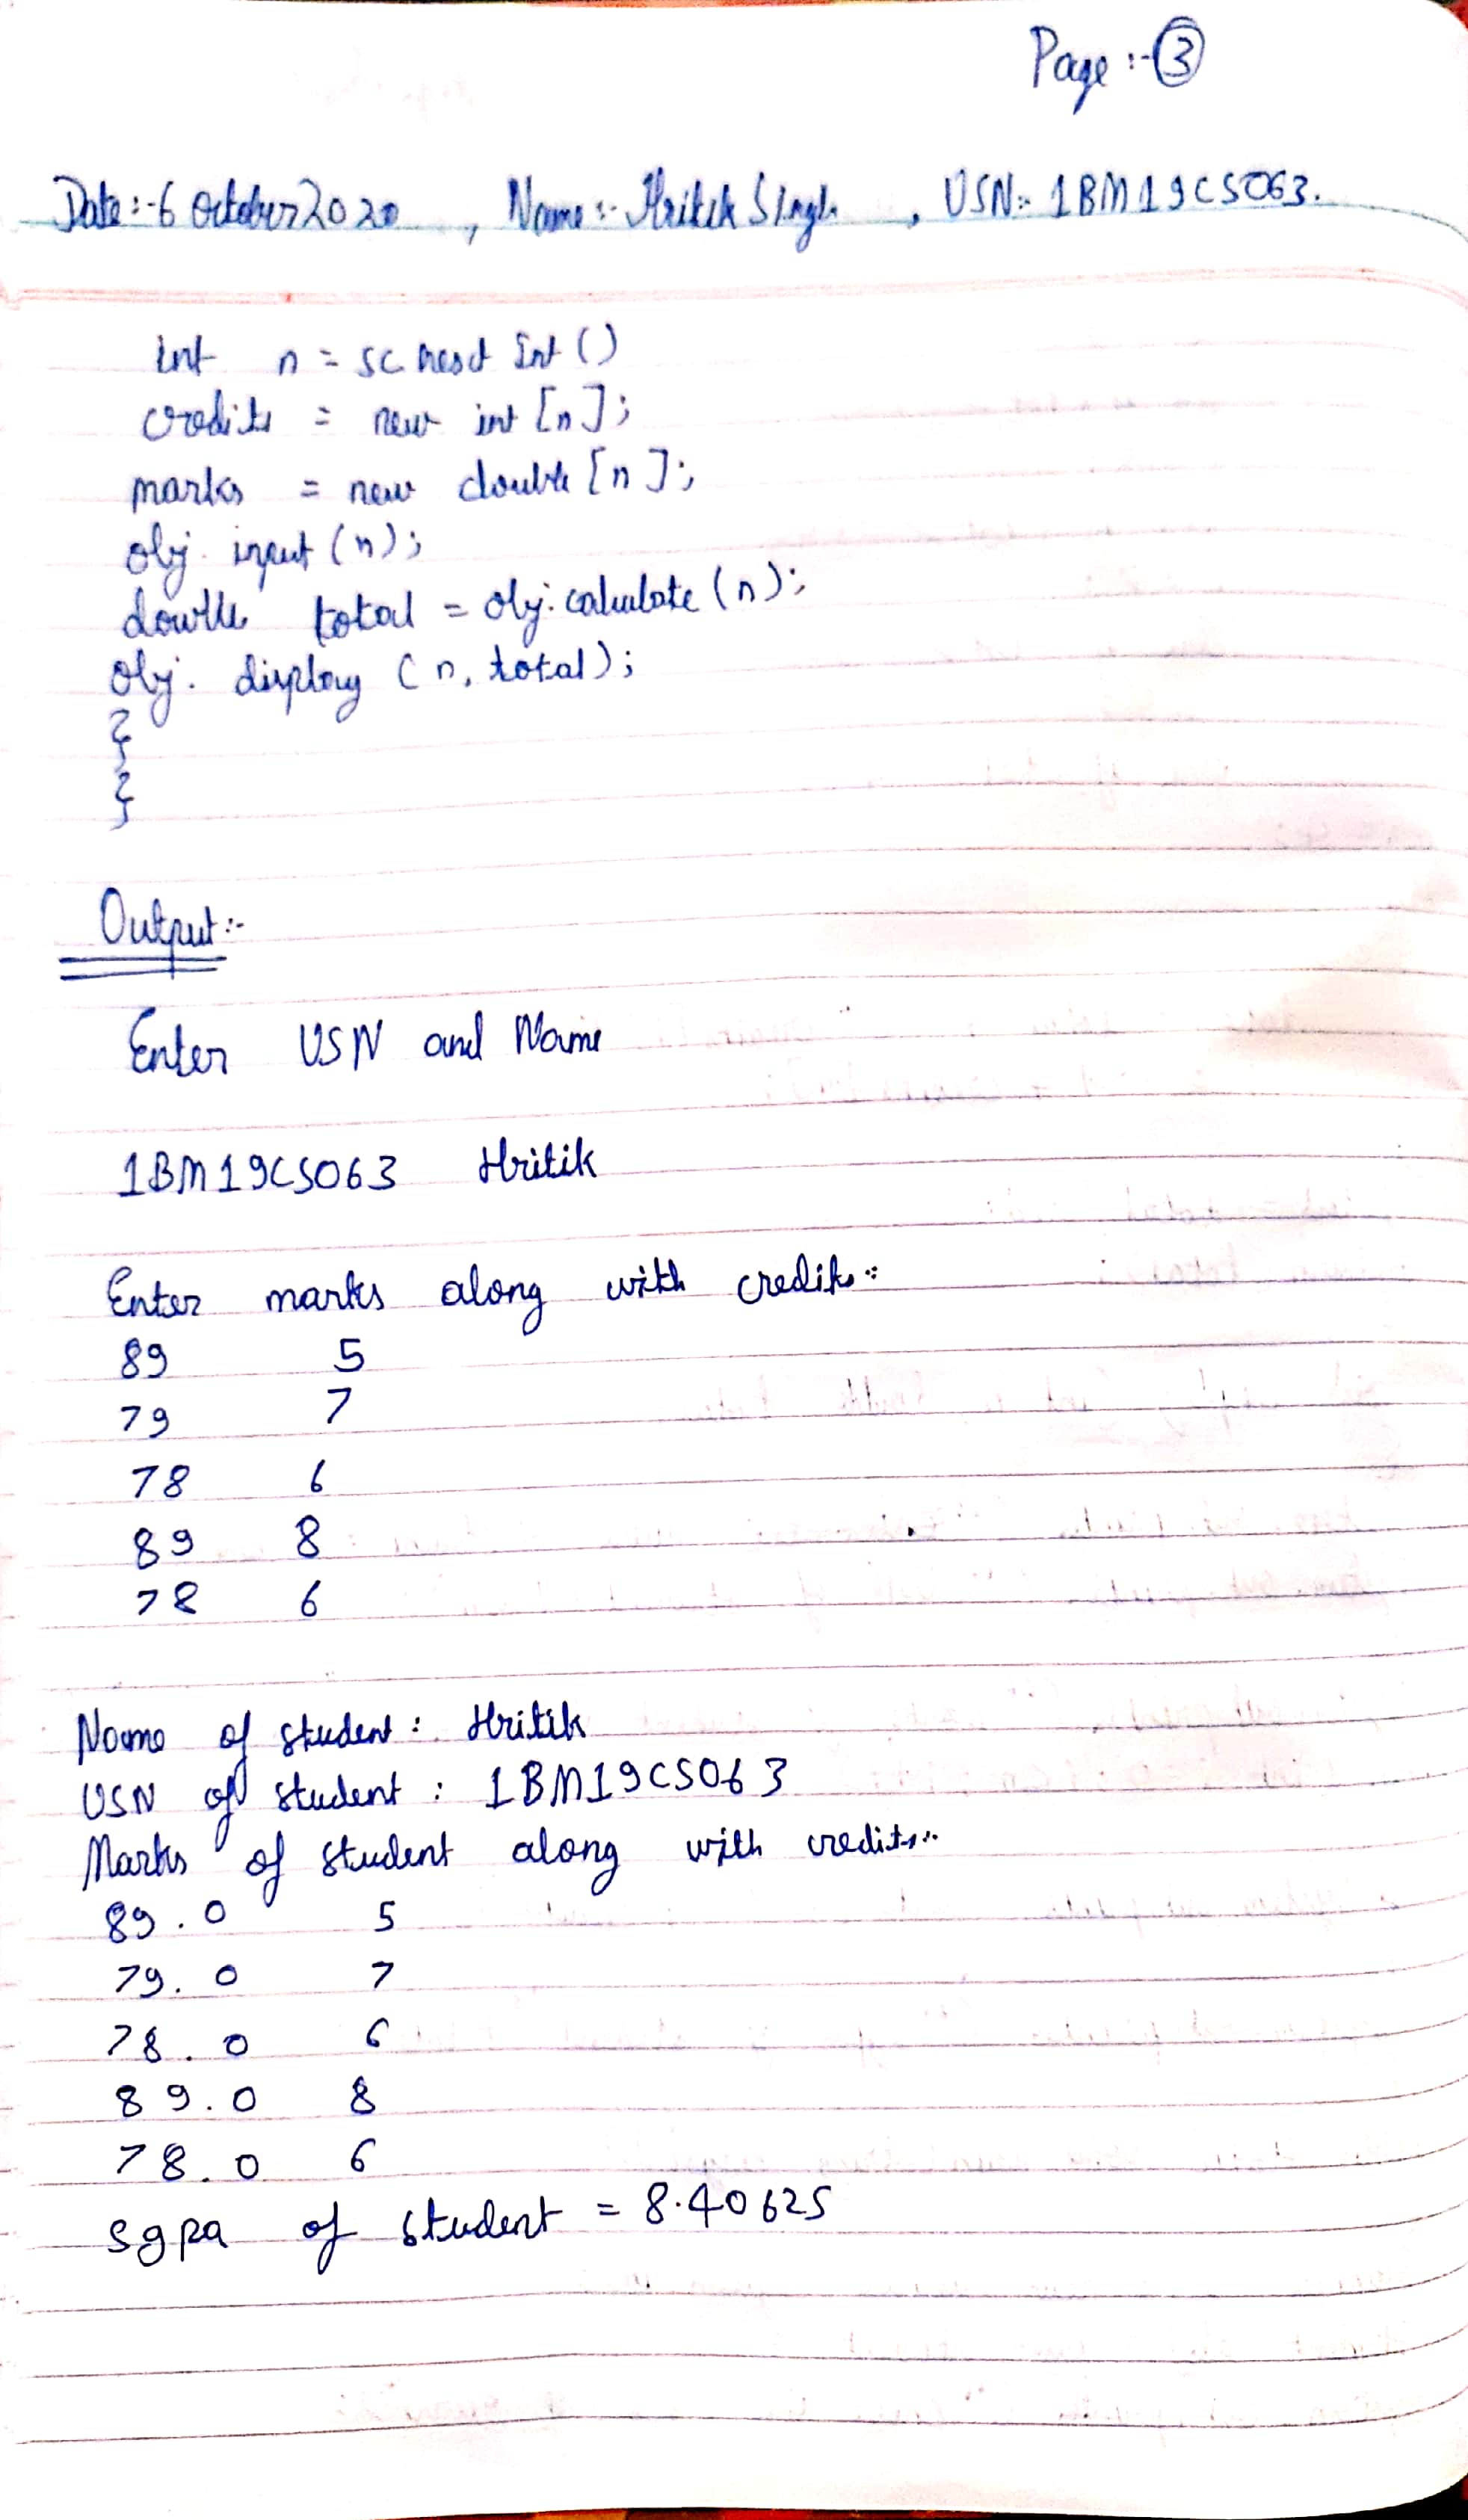 Page :- 3
Date :- 6 October 2020 , Name :- Hritik Singh , USN :- 1BM19CS063.
int n = sc next Int ()
credits = new int [n];
marks = new double [n];
obj. input (n);
double total = obj. calculate (n);
obj. display (n, total);
}
}
Output :-
Enter USN and Name
1BM19CS063 Hritik
Enter marks along with credits :
89 5
79 7
78 6
89 8
78 6
Name of student : Hritik
USN of student : 1BM19CS063
Marks of student along with credits :
89.0 5
79.0 7
78.0 6
89.0 8
78.0 6
sgpa of student = 8.40625